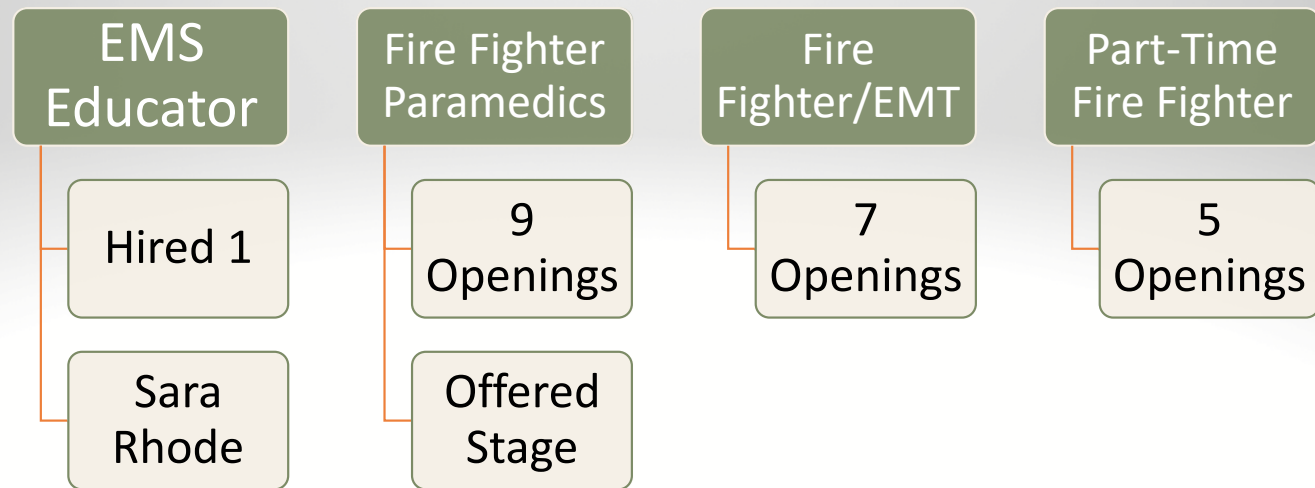 EMS
Educator
Hired 1
Sara
Rhode
Fire Fighter
Paramedics
9
Openings
Offered
Stage
Fire
Fighter/EMT
7
Openings
Part-Time
Fire Fighter
5
Openings